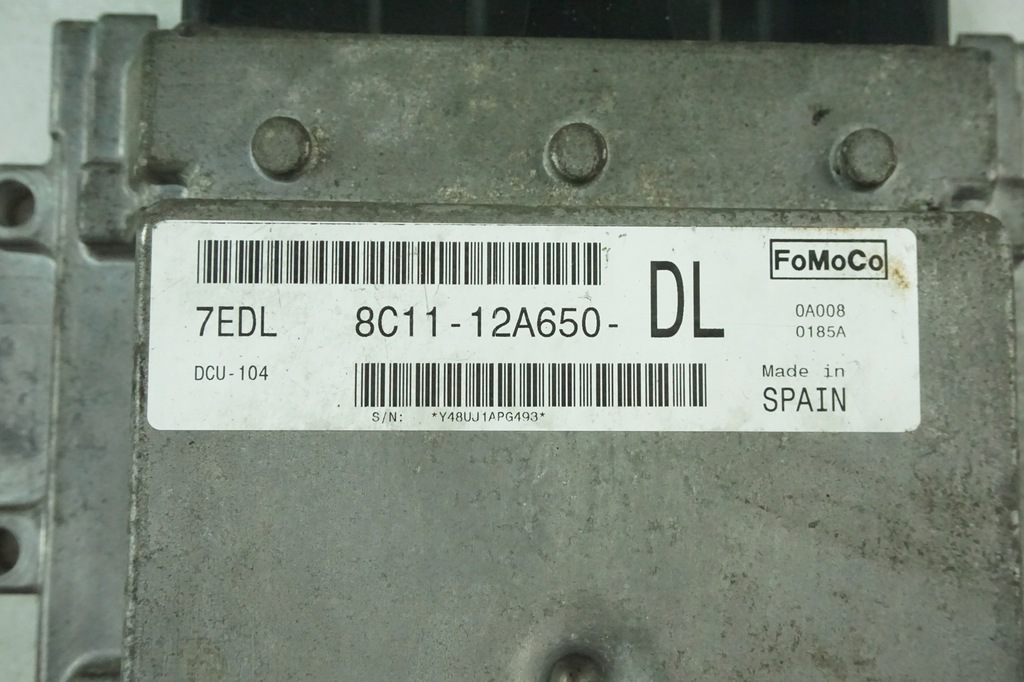 FoMoCo
7EDL 8C11-12A650- DL
0A008
0185A
DCU-104
Made in
SPAIN
S/N: *Y48UJ1APG493*